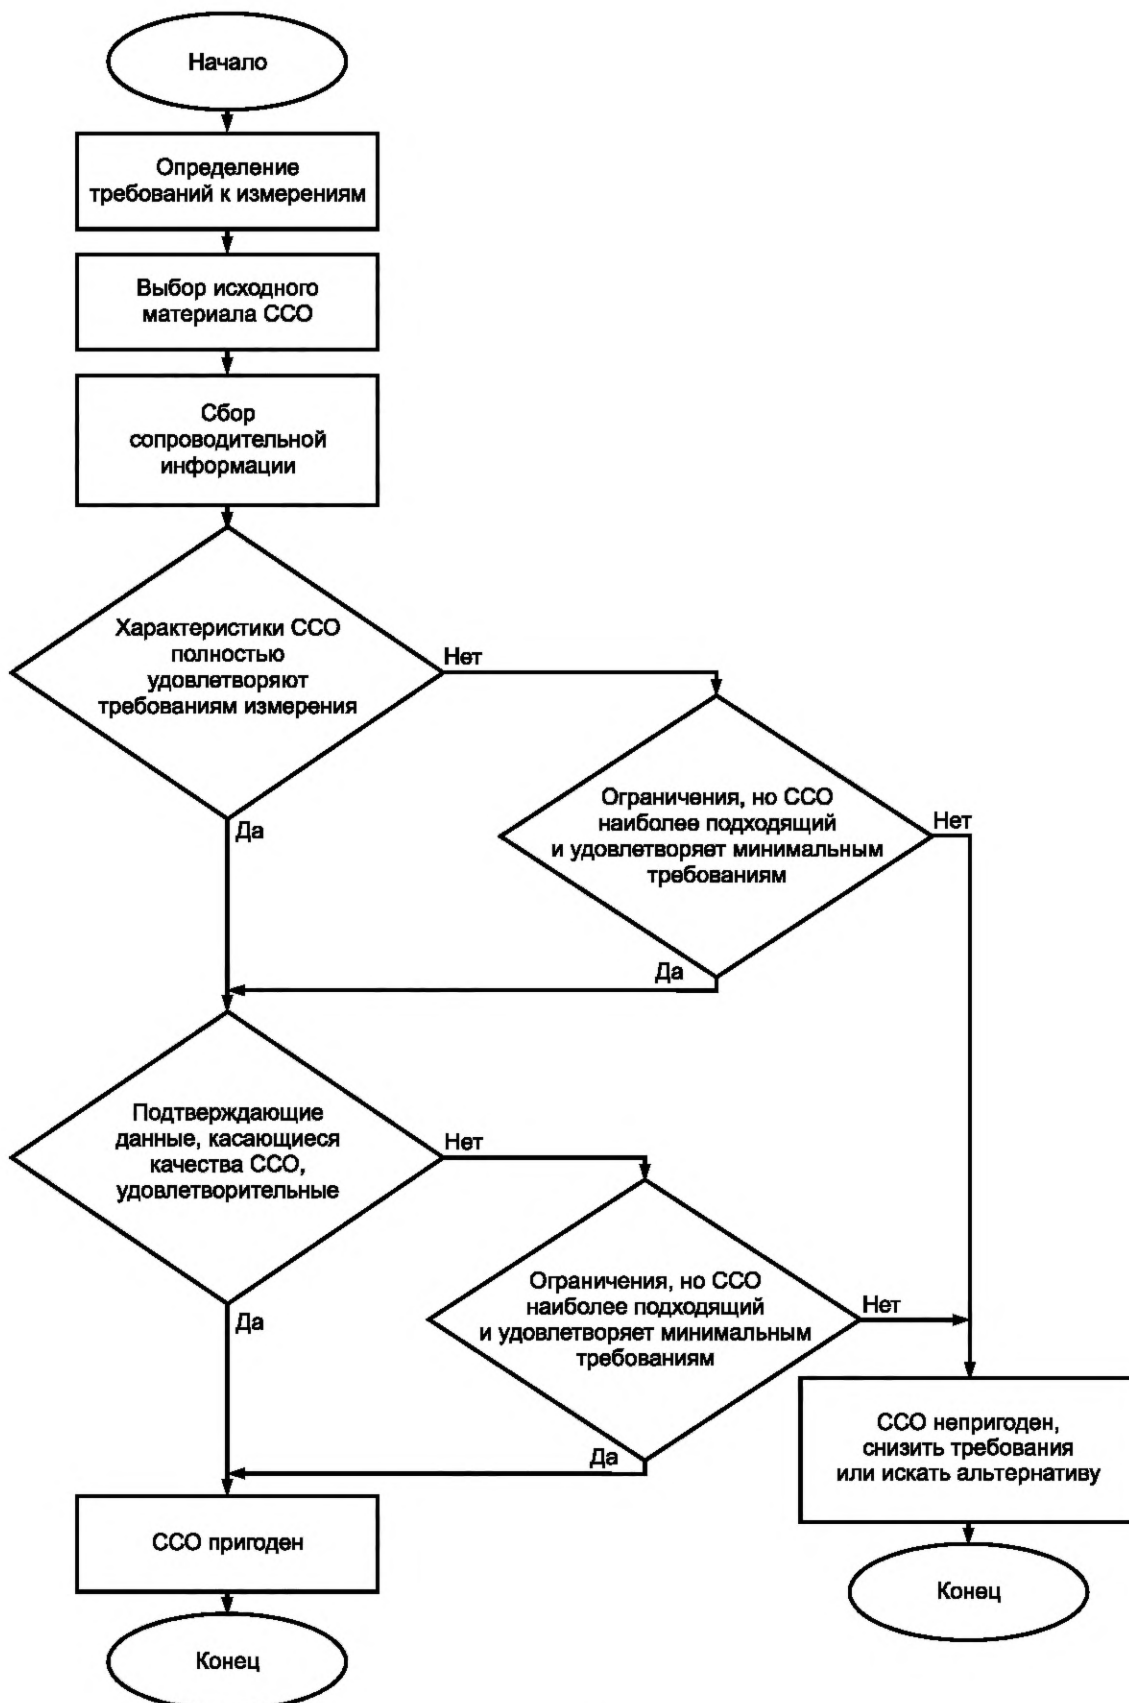 Начало
Определение
требований к измерениям
Выбор исходного
материала ССО
Сбор
сопроводительной
информации
Характеристики ССО
полностью
удовлетворяют
требованиям измерения
Нет
Да
Ограничения, но ССО
наиболее подходящий
и удовлетворяет минимальным
требованиям
Нет
Да
Подтверждающие
данные, касающиеся
качества ССО,
удовлетворительные
Нет
Да
Ограничения, но ССО
наиболее подходящий
и удовлетворяет минимальным
требованиям
Нет
Да
ССО непригоден,
снизить требования
или искать альтернативу
ССО пригоден
Конец
Конец